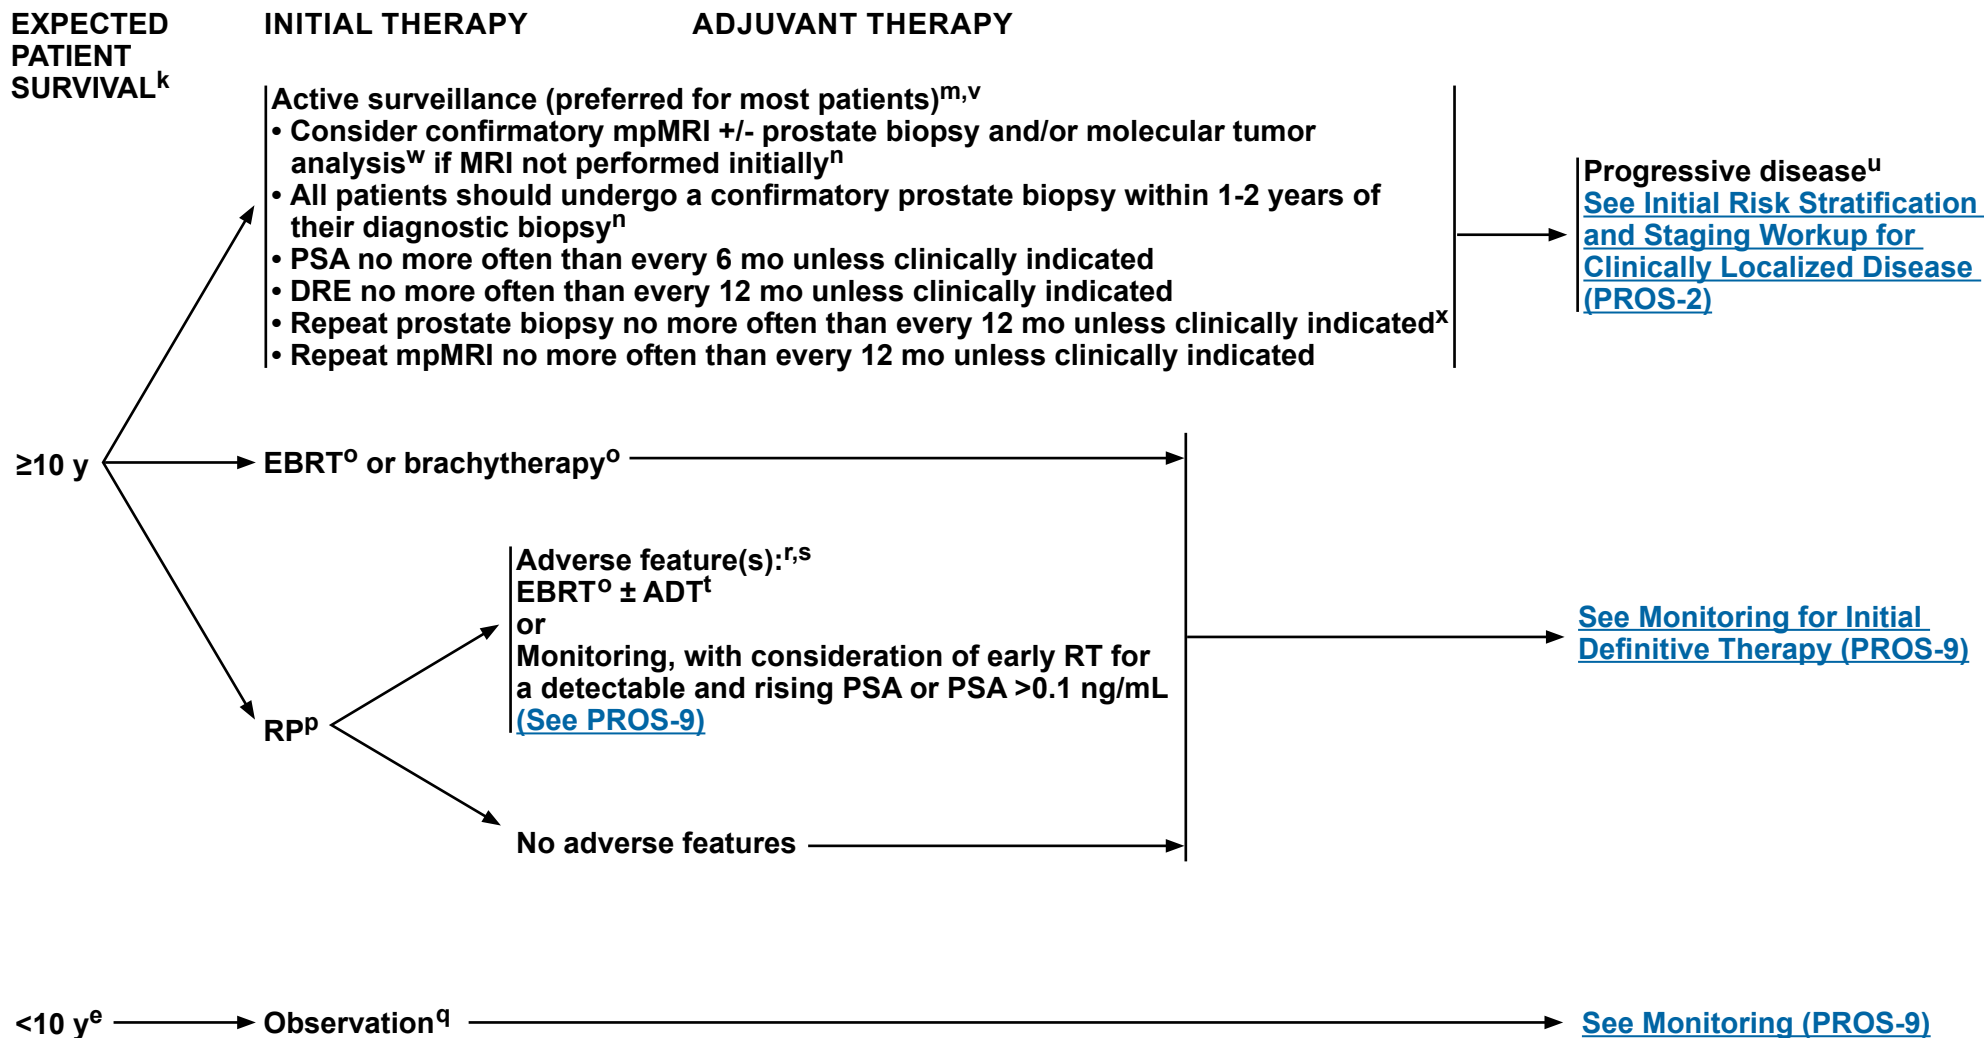 EXPECTED
PATIENT
SURVIVALk
INITIAL THERAPY
ADJUVANT THERAPY
Active surveillance (preferred for most patients)m,v
• Consider confirmatory mpMRI +/- prostate biopsy and/or molecular tumor
analysisw if MRI not performed initiallyn
• All patients should undergo a confirmatory prostate biopsy within 1-2 years of
their diagnostic biopsyn
• PSA no more often than every 6 mo unless clinically indicated
• DRE no more often than every 12 mo unless clinically indicated
• Repeat prostate biopsy no more often than every 12 mo unless clinically indicatedx
• Repeat mpMRI no more often than every 12 mo unless clinically indicated
Progressive diseaseu
See Initial Risk Stratification
and Staging Workup for
Clinically Localized Disease
(PROS-2)
≥10 y
EBRTo or brachytherapyo
Adverse feature(s):r,s
EBRTo ± ADTt
or
Monitoring, with consideration of early RT for
a detectable and rising PSA or PSA >0.1 ng/mL
(See PROS-9)
See Monitoring for Initial
Definitive Therapy (PROS-9)
RPp
No adverse features
<10 ye
Observationq
See Monitoring (PROS-9)